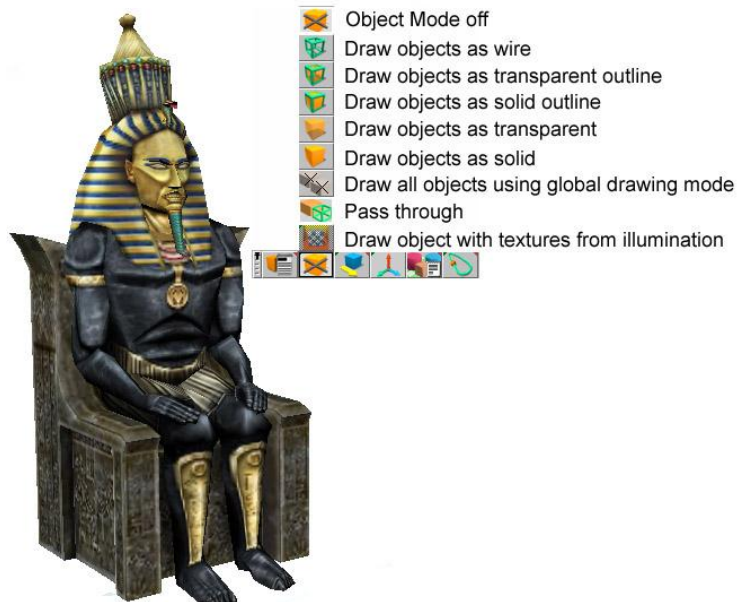 Object Mode off
Draw objects as wire
Draw objects as transparent outline
Draw objects as solid outline
Draw objects as transparent
Draw objects as solid
Draw all objects using global drawing mode
Pass through
Draw object with textures from illumination